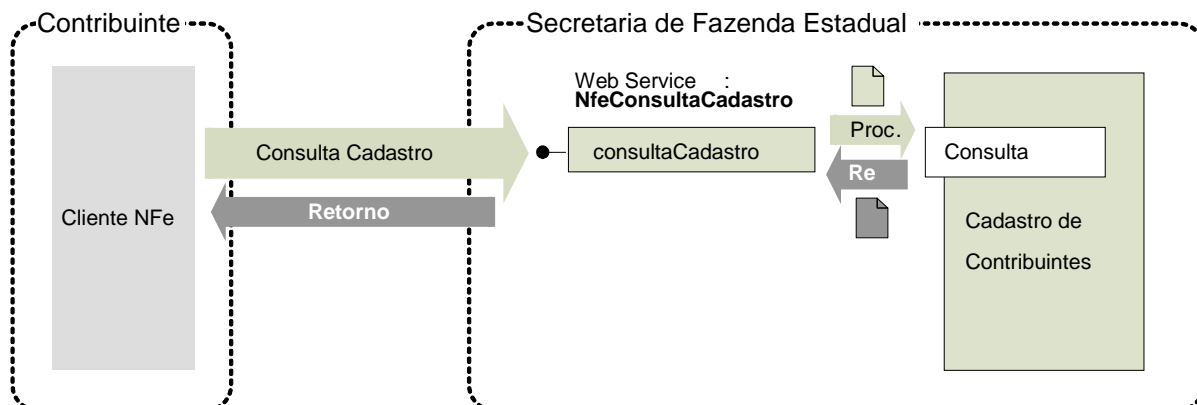 Contribuinte
Secretaria de Fazenda Estadual
Web Service :
NfeConsultaCadastro
Consulta Cadastro
consultaCadastro
Proc.
Consulta
Re
Retorno
Cliente NFe
Cadastro de
Contribuintes